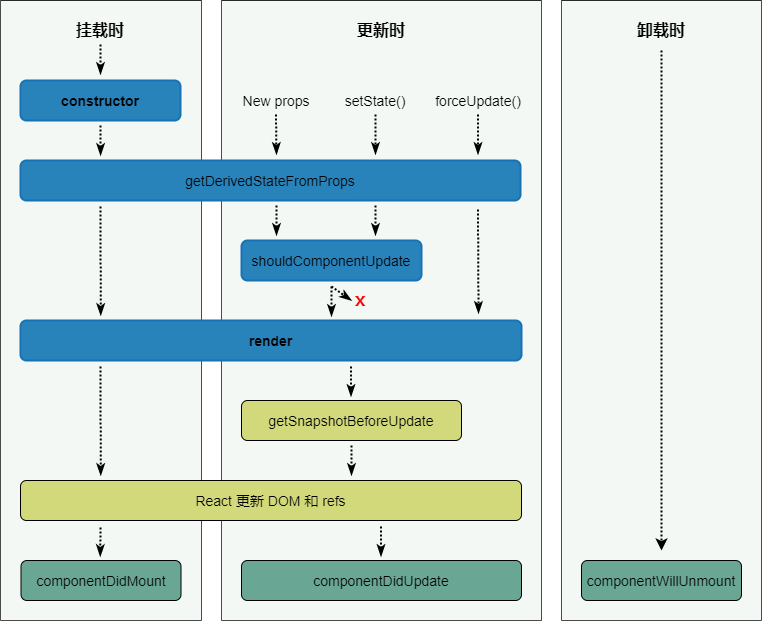 挂载时
更新时
卸载时
constructor
New props
setState()
forceUpdate()
getDerivedStateFromProps
shouldComponentUpdate
X
render
getSnapshotBeforeUpdate
React 更新 DOM 和 refs
componentDidMount
componentDidUpdate
componentWillUnmount